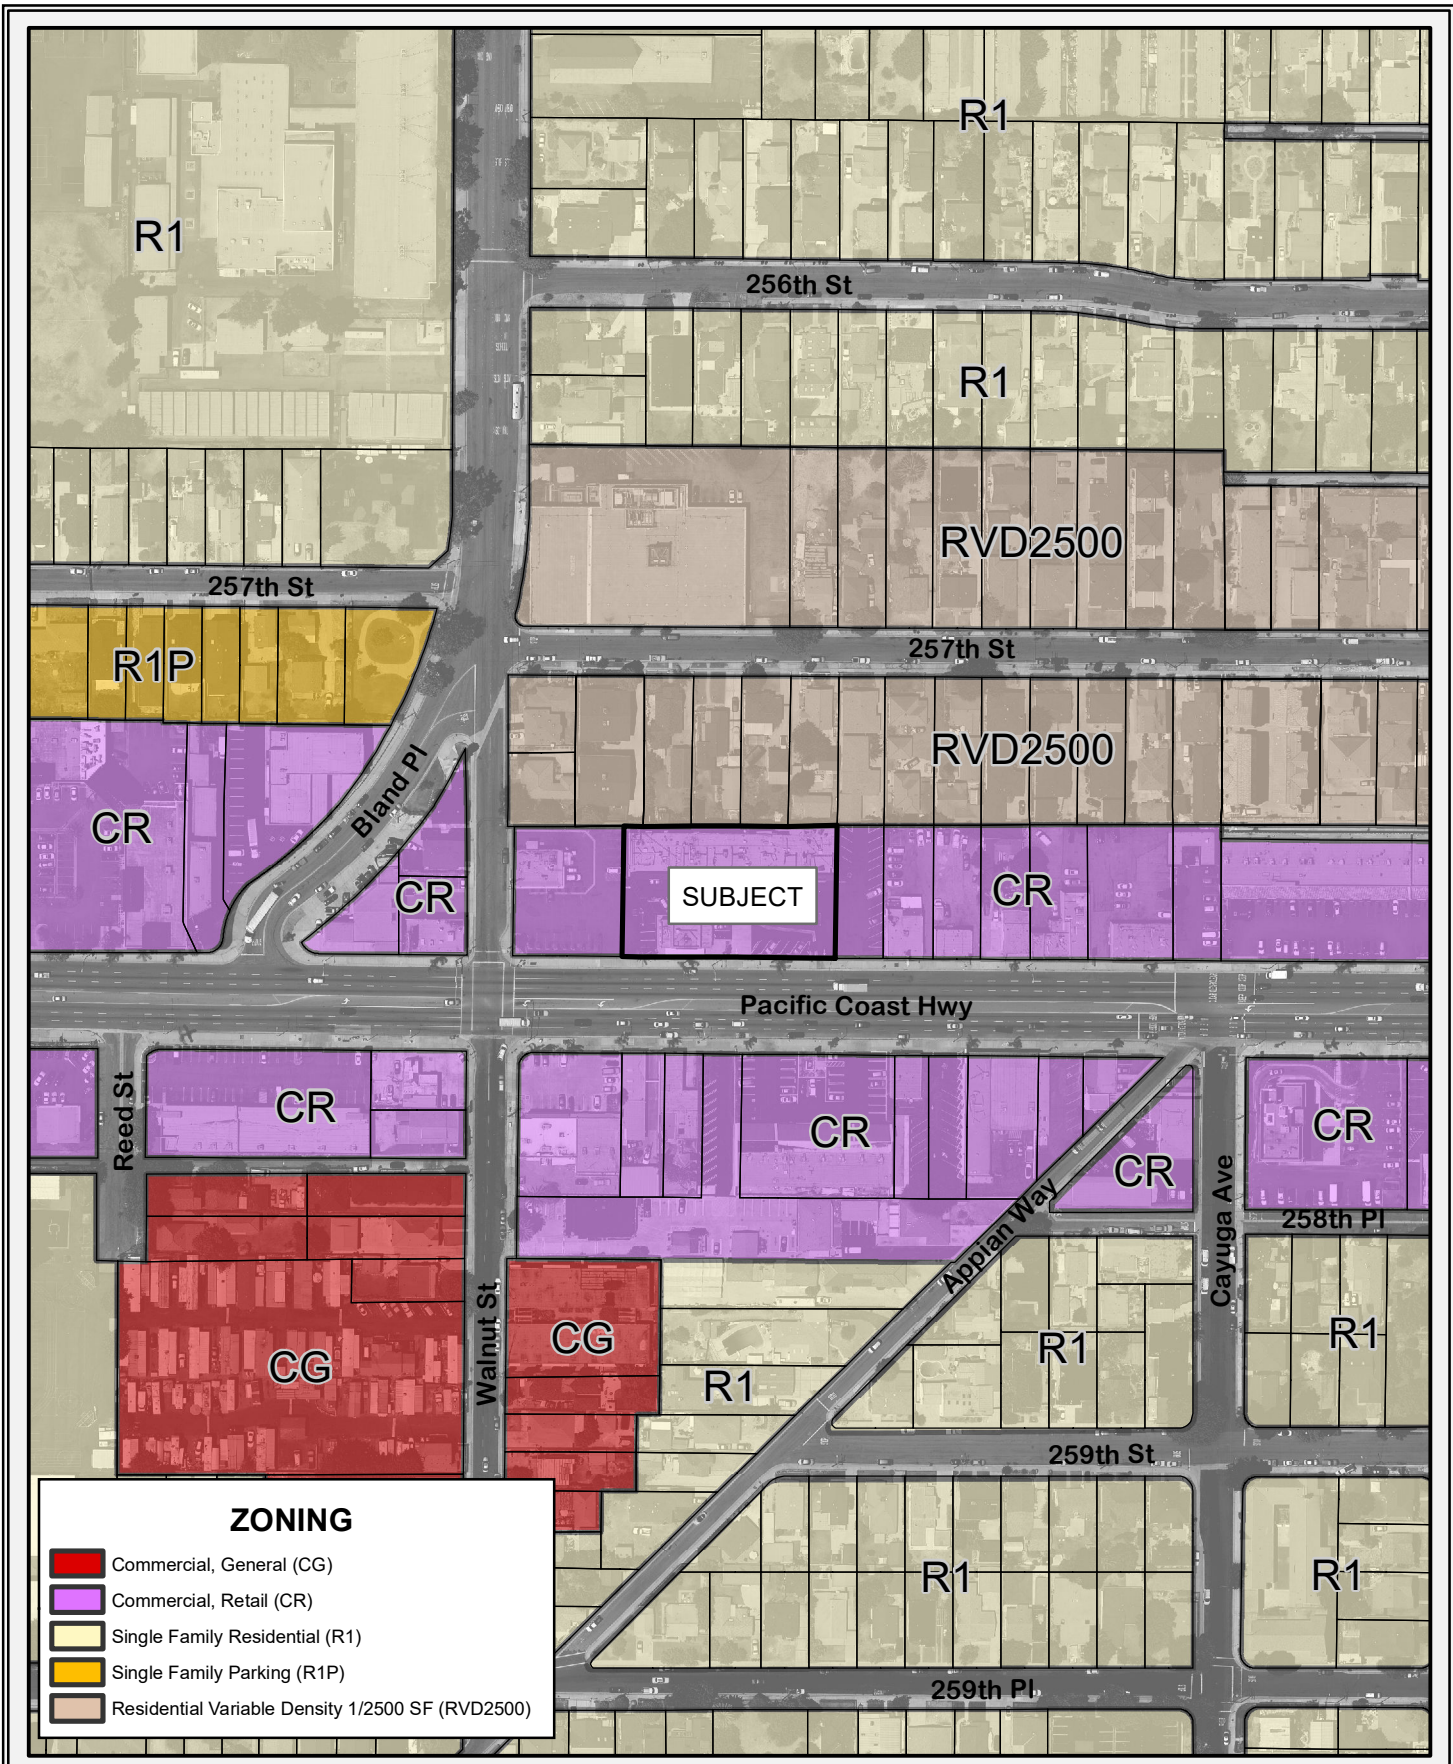 R1
R1
256th St
R1
RVD2500
257th St
257th St
R1P
RVD2500
Bland Pl
CR
CR
SUBJECT
CR
Pacific Coast Hwy
Reed St
CR
CR
CR
CR
258th Pl
Appian Way
Cayuga Ave
Walnut St
CG
CG
R1
R1
R1
259th St
R1
R1
259th Pl
ZONING
Commercial, General (CG)
Commercial, Retail (CR)
Single Family Residential (R1)
Single Family Parking (R1P)
Residential Variable Density 1/2500 SF (RVD2500)